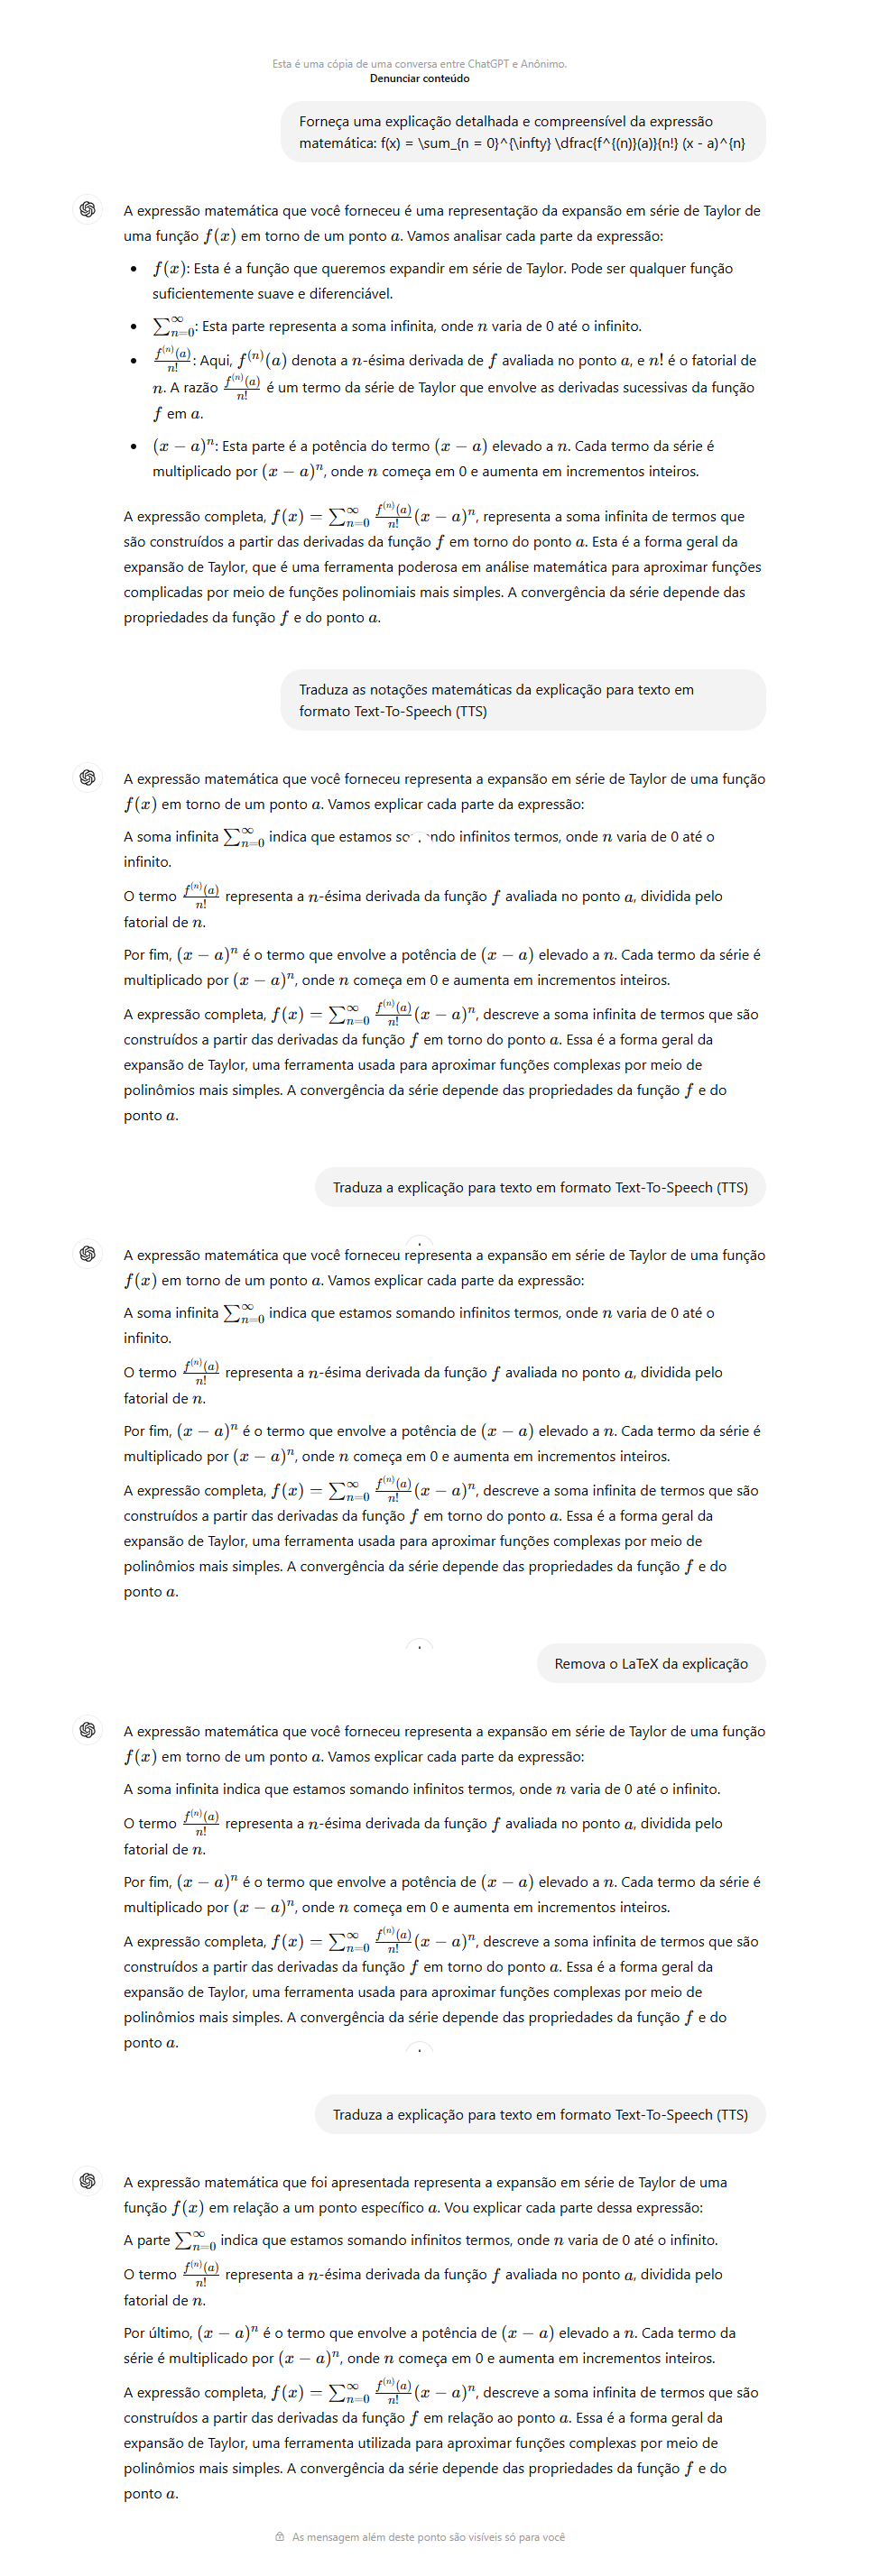 Esta é uma cópia de uma conversa entre ChatGPT e Anônimo.
Denunciar conteúdo
Forneça uma explicação detalhada e compreensível da expressão
matemática: f(x) = \sum_{n = 0}^{\infty} \dfrac{f^{(n)}(a)}{n!} (x - a)^{n}
A expressão matemática que você forneceu é uma representação da expansão em série de Taylor de
uma função f(x) em torno de um ponto a. Vamos analisar cada parte da expressão:
• f(x): Esta é a função que queremos expandir em série de Taylor. Pode ser qualquer função
suficientemente suave e diferenciável.
• ∑_{n=0}^{∞}: Esta parte representa a soma infinita, onde n varia de 0 até o infinito.
• \frac{f^{(n)}(a)}{n!}: Aqui, f^{(n)}(a) denota a n-ésima derivada de f avaliada no ponto a, e n! é o fatorial de
n. A razão \frac{f^{(n)}(a)}{n!} é um termo da série de Taylor que envolve as derivadas sucessivas da função
f em a.
• (x − a)^n: Esta parte é a potência do termo (x − a) elevado a n. Cada termo da série é
multiplicado por (x − a)^n, onde n começa em 0 e aumenta em incrementos inteiros.
A expressão completa, f(x) = ∑_{n=0}^{∞} \frac{f^{(n)}(a)}{n!}(x − a)^n, representa a soma infinita de termos que
são construídos a partir das derivadas da função f em torno do ponto a. Esta é a forma geral da
expansão de Taylor, que é uma ferramenta poderosa em análise matemática para aproximar funções
complicadas por meio de funções polinomiais mais simples. A convergência da série depende das
propriedades da função f e do ponto a.
Traduza as notações matemáticas da explicação para texto em
formato Text-To-Speech (TTS)
A expressão matemática que você forneceu representa a expansão em série de Taylor de uma função
f(x) em torno de um ponto a. Vamos explicar cada parte da expressão:
A soma infinita ∑_{n=0}^{∞} indica que estamos infinitos termos, onde n varia de 0 até o
infinito.
O termo \frac{f^{(n)}(a)}{n!} representa a n-ésima derivada da função f avaliada no ponto a, dividida pelo
fatorial de n.
Por fim, (x − a)^n é o termo que envolve a potência de (x − a) elevado a n. Cada termo da série é
multiplicado por (x − a)^n, onde n começa em 0 e aumenta em incrementos inteiros.
A expressão completa, f(x) = ∑_{n=0}^{∞} \frac{f^{(n)}(a)}{n!}(x − a)^n, descreve a soma infinita de termos que são
construídos a partir das derivadas da função f em torno do ponto a. Essa é a forma geral da
expansão de Taylor, uma ferramenta usada para aproximar funções complexas por meio de
polinômios mais simples. A convergência da série depende das propriedades da função f e do
ponto a.
Traduza a explicação para texto em formato Text-To-Speech (TTS)
A expressão matemática que você forneceu representa a expansão em série de Taylor de uma função
f(x) em torno de um ponto a. Vamos explicar cada parte da expressão:
A soma infinita ∑_{n=0}^{∞} indica que estamos somando infinitos termos, onde n varia de 0 até o
infinito.
O termo \frac{f^{(n)}(a)}{n!} representa a n-ésima derivada da função f avaliada no ponto a, dividida pelo
fatorial de n.
Por fim, (x − a)^n é o termo que envolve a potência de (x − a) elevado a n. Cada termo da série é
multiplicado por (x − a)^n, onde n começa em 0 e aumenta em incrementos inteiros.
A expressão completa, f(x) = ∑_{n=0}^{∞} \frac{f^{(n)}(a)}{n!}(x − a)^n, descreve a soma infinita de termos que são
construídos a partir das derivadas da função f em torno do ponto a. Essa é a forma geral da
expansão de Taylor, uma ferramenta usada para aproximar funções complexas por meio de
polinômios mais simples. A convergência da série depende das propriedades da função f e do
ponto a.
Remova o LaTeX da explicação
A expressão matemática que você forneceu representa a expansão em série de Taylor de uma função
f(x) em torno de um ponto a. Vamos explicar cada parte da expressão:
A soma infinita indica que estamos somando infinitos termos, onde n varia de 0 até o infinito.
O termo \frac{f^{(n)}(a)}{n!} representa a n-ésima derivada da função f avaliada no ponto a, dividida pelo
fatorial de n.
Por fim, (x − a)^n é o termo que envolve a potência de (x − a) elevado a n. Cada termo da série é
multiplicado por (x − a)^n, onde n começa em 0 e aumenta em incrementos inteiros.
A expressão completa, f(x) = ∑_{n=0}^{∞} \frac{f^{(n)}(a)}{n!}(x − a)^n, descreve a soma infinita de termos que são
construídos a partir das derivadas da função f em torno do ponto a. Essa é a forma geral da
expansão de Taylor, uma ferramenta usada para aproximar funções complexas por meio de
polinômios mais simples. A convergência da série depende das propriedades da função f e do
ponto a.
Traduza a explicação para texto em formato Text-To-Speech (TTS)
A expressão matemática que foi apresentada representa a expansão em série de Taylor de uma
função f(x) em relação a um ponto específico a. Vou explicar cada parte dessa expressão:
A parte ∑_{n=0}^{∞} indica que estamos somando infinitos termos, onde n varia de 0 até o infinito.
O termo \frac{f^{(n)}(a)}{n!} representa a n-ésima derivada da função f avaliada no ponto a, dividida pelo
fatorial de n.
Por último, (x − a)^n é o termo que envolve a potência de (x − a) elevado a n. Cada termo da
série é multiplicado por (x − a)^n, onde n começa em 0 e aumenta em incrementos inteiros.
A expressão completa, f(x) = ∑_{n=0}^{∞} \frac{f^{(n)}(a)}{n!}(x − a)^n, descreve a soma infinita de termos que são
construídos a partir das derivadas da função f em relação ao ponto a. Essa é a forma geral da
expansão de Taylor, uma ferramenta utilizada para aproximar funções complexas por meio de
polinômios mais simples. A convergência da série depende das propriedades da função f e do
ponto a.
As mensagem além deste ponto são visíveis só para você